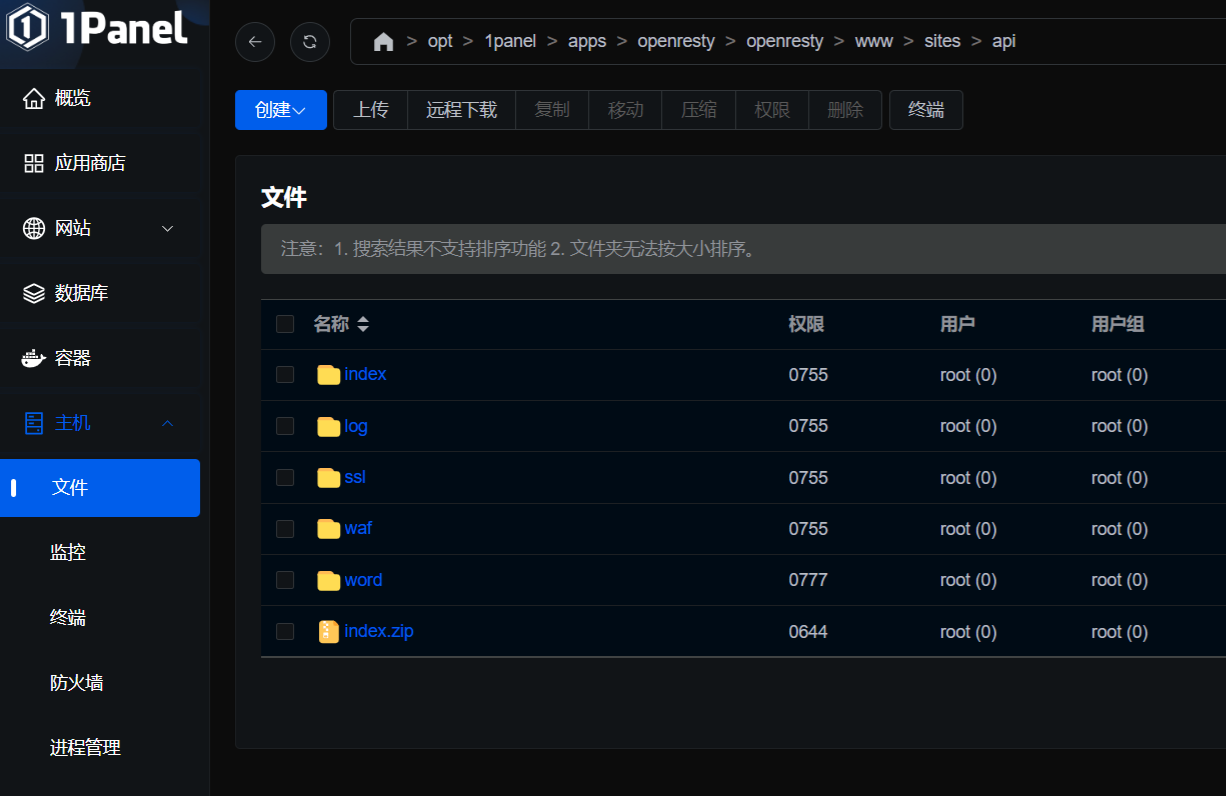 1Panel
概览
应用商店
网站
数据库
容器
主机
文件
监控
终端
防火墙
进程管理
> opt > 1panel > apps > openresty > openresty > www > sites > api
创建 上传 远程下载 复制 移动 压缩 权限 删除 终端
文件
注意：1. 搜索结果不支持排序功能 2. 文件夹无法按大小排序。
名称 权限 用户 用户组
index 0755 root (0) root (0)
log 0755 root (0) root (0)
ssl 0755 root (0) root (0)
waf 0755 root (0) root (0)
word 0777 root (0) root (0)
index.zip 0644 root (0) root (0)